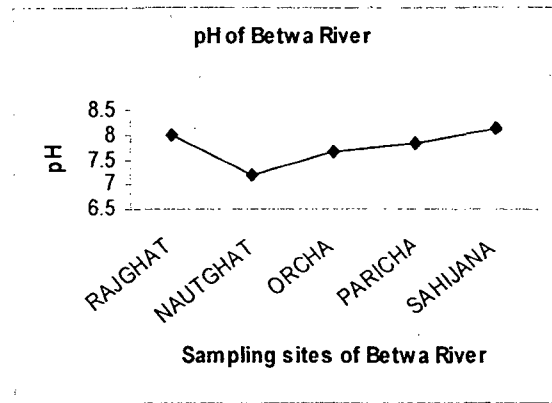 pH of Betwa River
8.5
8
7.5
7
6.5
pH
RAJGHAT
NAUTGHAT
ORCHA
PARICHA
SAHIJANA
Sampling sites of Betwa River